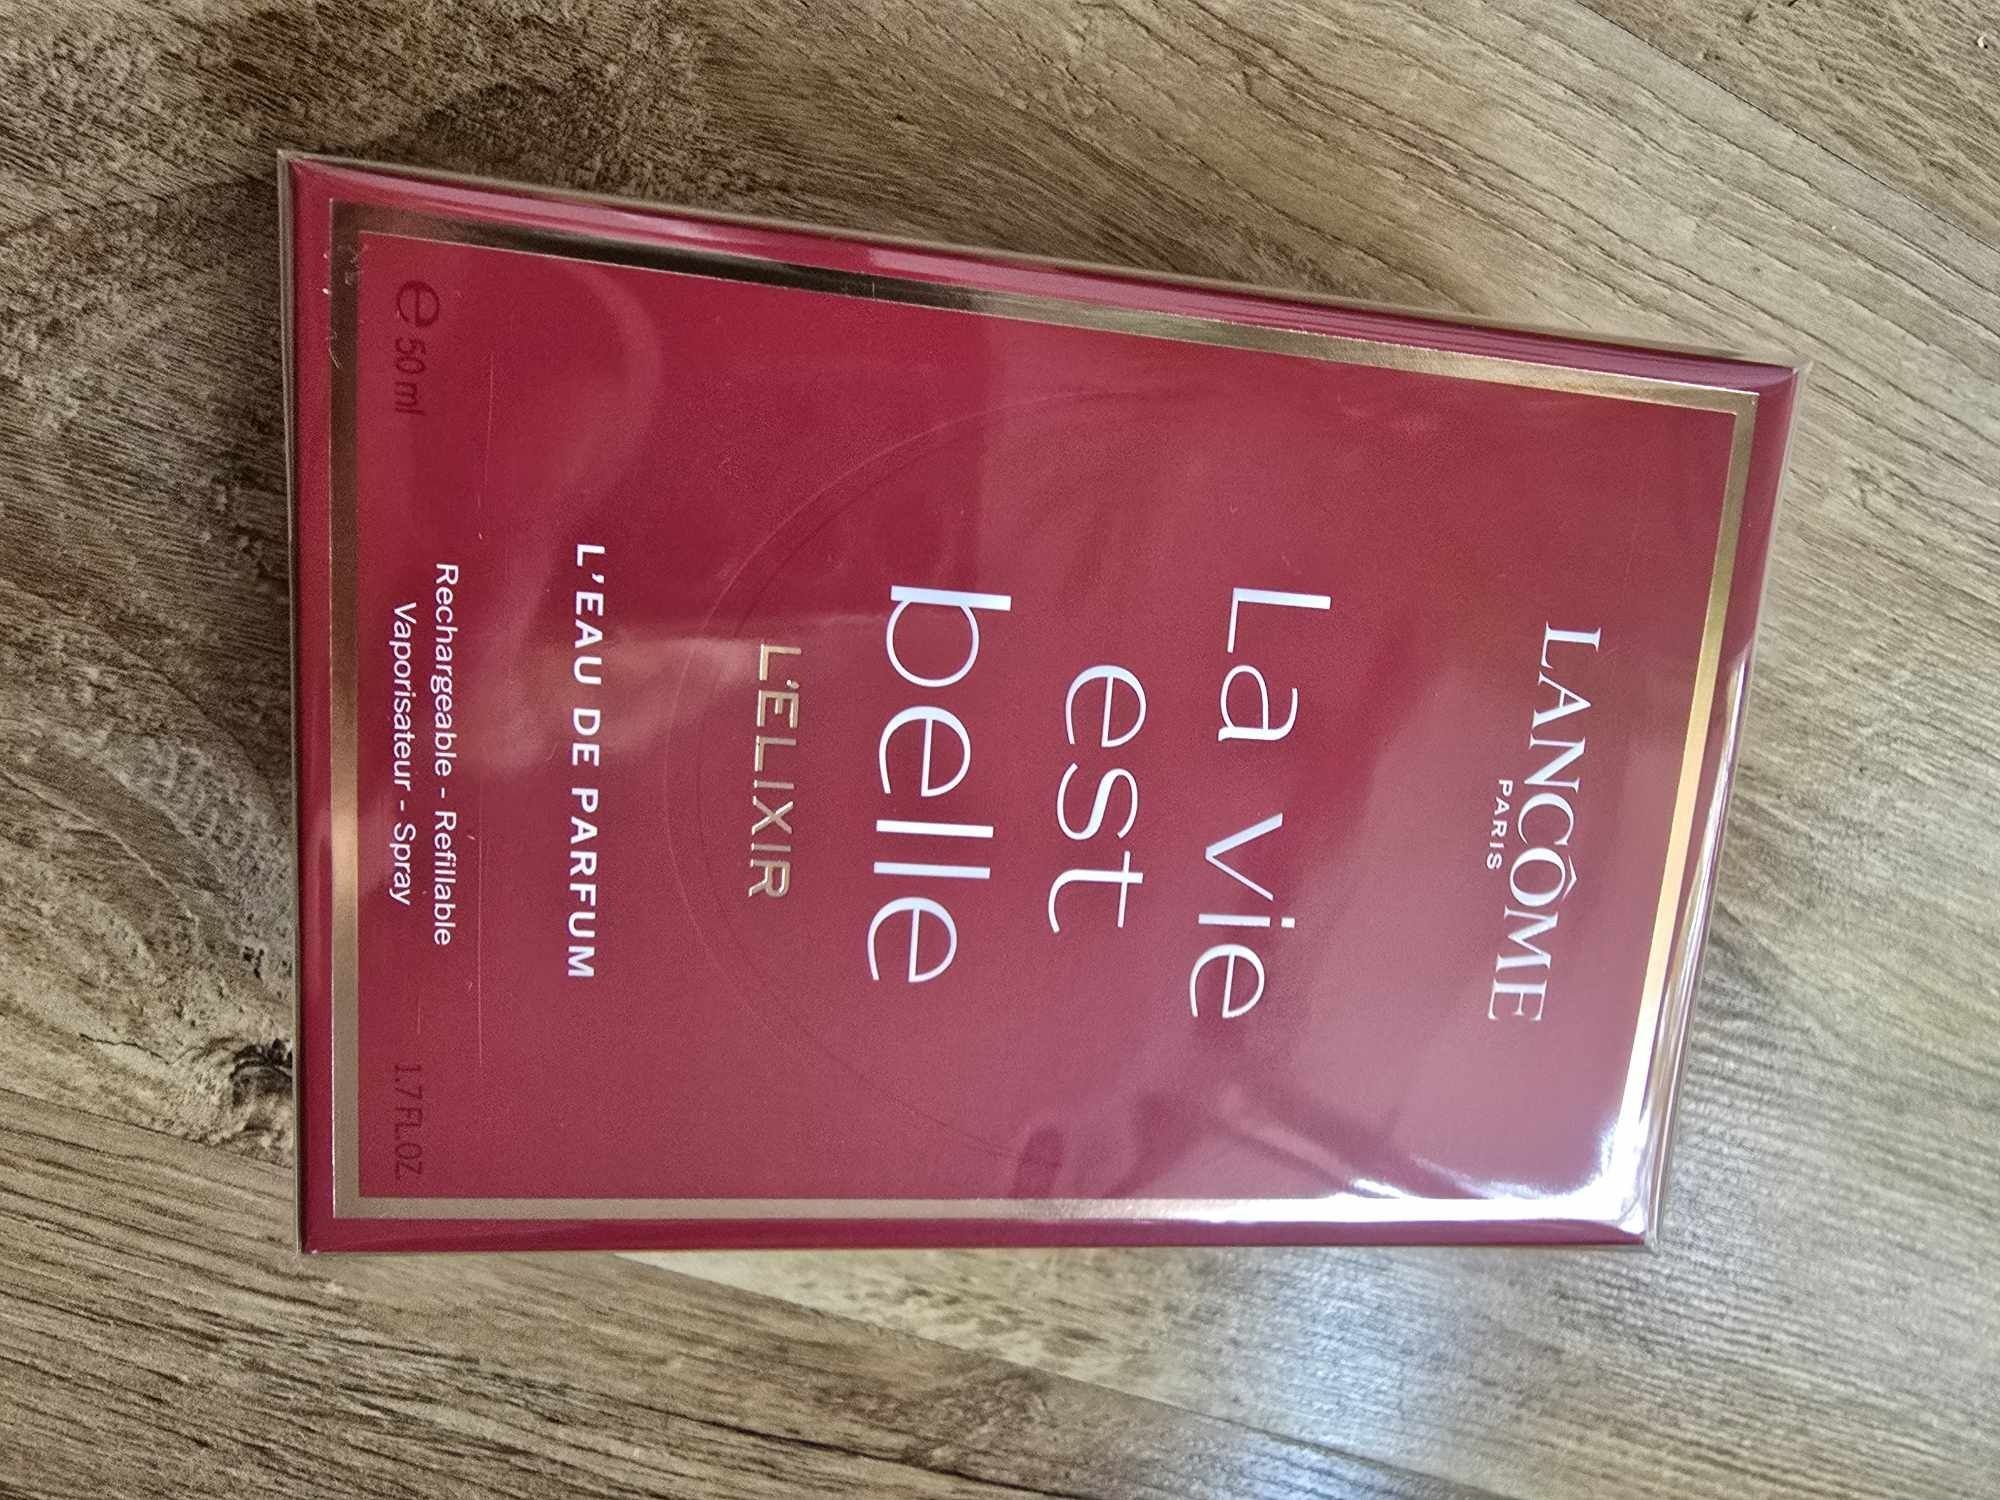 LANCÔME
PARIS
La vie
est
belle
L'ELIXIR
L'EAU DE PARFUM
Rechargeable - Refillable
Vaporisateur - Spray
e 50 ml
1.7 FL.OZ.